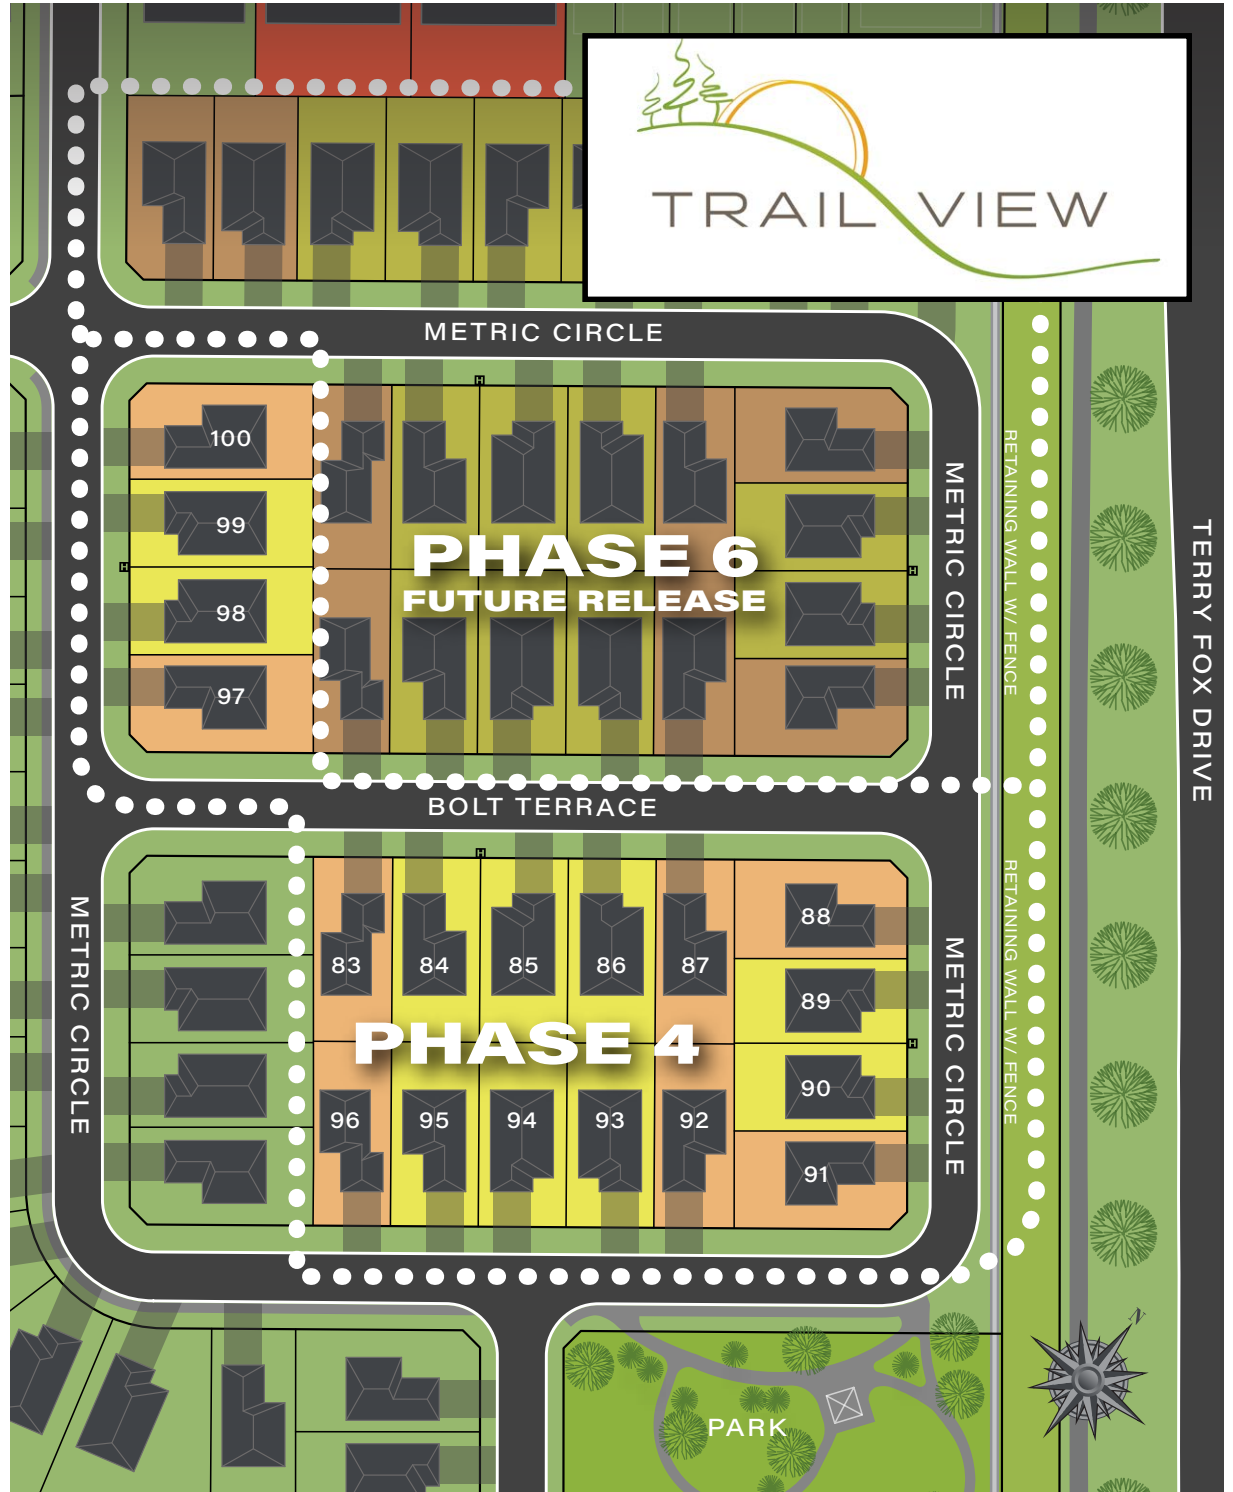 TRAIL VIEW
METRIC CIRCLE
100
99
98
97
PHASE 6
FUTURE RELEASE
METRIC CIRCLE
RETAINING WALL W/ FENCE
TERRY FOX DRIVE
BOLT TERRACE
METRIC CIRCLE
83
84
85
86
87
88
89
90
91
PHASE 4
96
95
94
93
92
METRIC CIRCLE
RETAINING WALL W/ FENCE
H
H
H
H
H
N
PARK